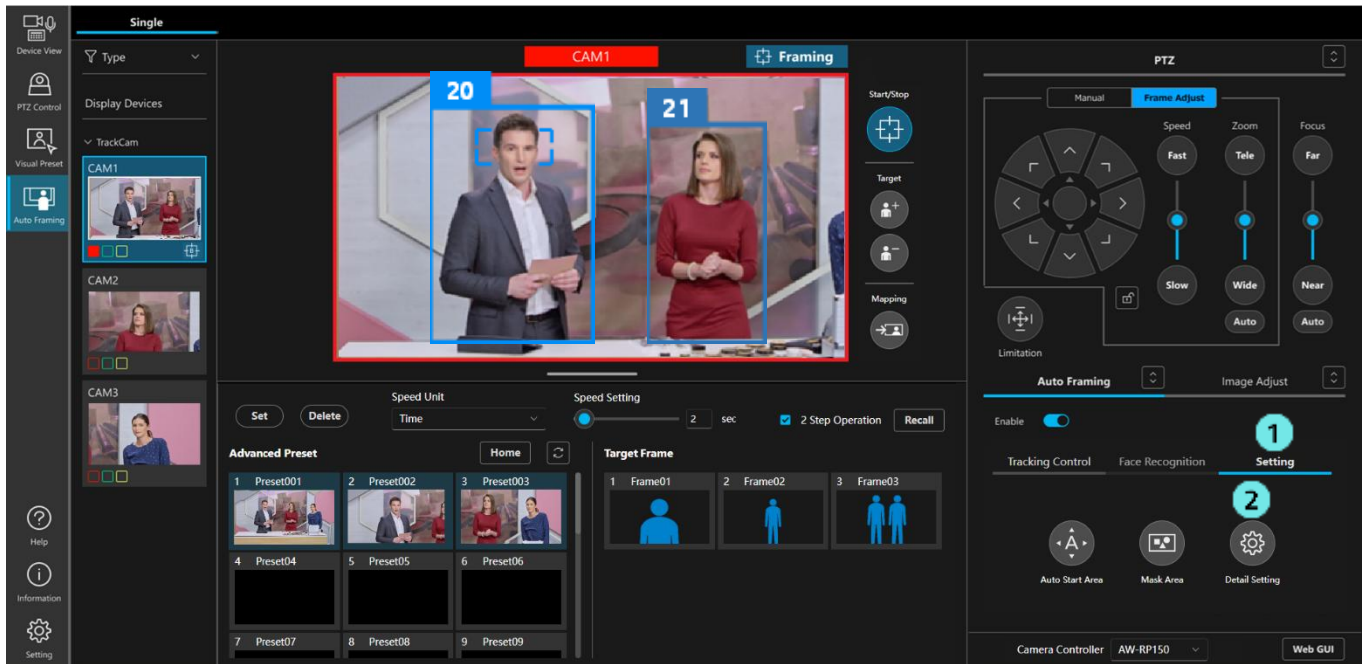 Device View
PTZ Control
Visual Preset
Auto Framing
Help
Information
Setting
Single
Type
Display Devices
TrackCam
CAM1
CAM2
CAM3
CAM1
Framing
20
21
Start/Stop
Target
Mapping
Set
Delete
Speed Unit
Time
Speed Setting
2
sec
2 Step Operation
Recall
Advanced Preset
Home
1 Preset001
2 Preset002
3 Preset003
4 Preset04
5 Preset05
6 Preset06
7 Preset07
8 Preset08
9 Preset09
Target Frame
1 Frame01
2 Frame02
3 Frame03
PTZ
Manual
Frame Adjust
Speed
Zoom
Focus
Fast
Tele
Far
Slow
Wide
Near
Auto
Auto
Limitation
Auto Framing
Image Adjust
Enable
1
Tracking Control
Face Recognition
Setting
2
A
Auto Start Area
Mask Area
Detail Setting
Camera Controller
AW-RP150
Web GUI